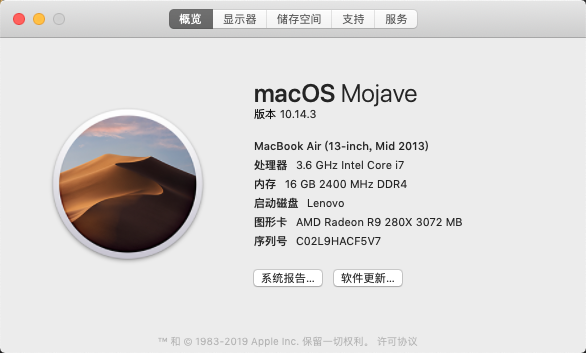 概览 显示器 储存空间 支持 服务
macOS Mojave
版本 10.14.3
MacBook Air (13-inch, Mid 2013)
处理器 3.6 GHz Intel Core i7
内存 16 GB 2400 MHz DDR4
启动磁盘 Lenovo
图形卡 AMD Radeon R9 280X 3072 MB
序列号 C02L9HACF5V7
系统报告... 软件更新...
™ 和 © 1983-2019 Apple Inc. 保留一切权利。 许可协议